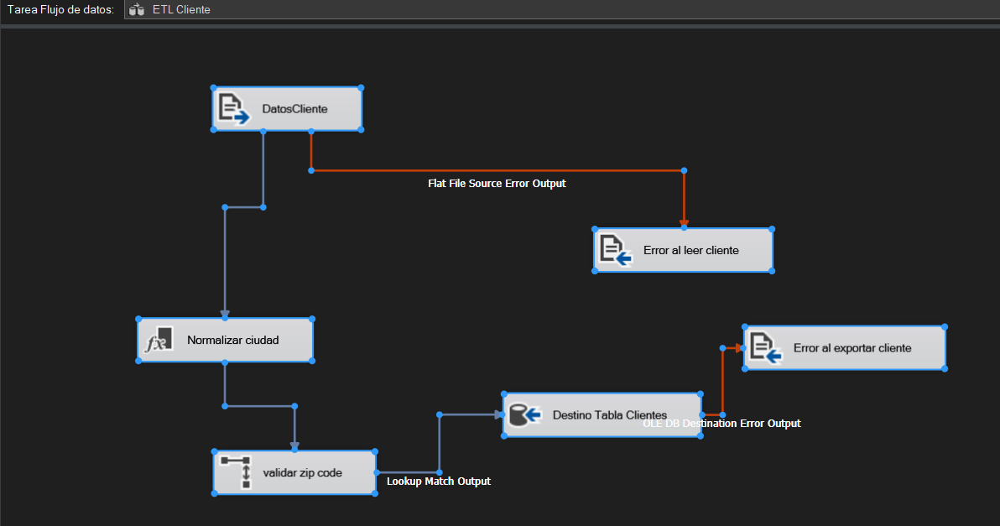 Tarea Flujo de datos: ETL Cliente
DatosCliente
Flat File Source Error Output
Error al leer cliente
Normalizar ciudad
Error al exportar cliente
Destino Tabla Clientes
OLE DB Destination Error Output
validar zip code
Lookup Match Output